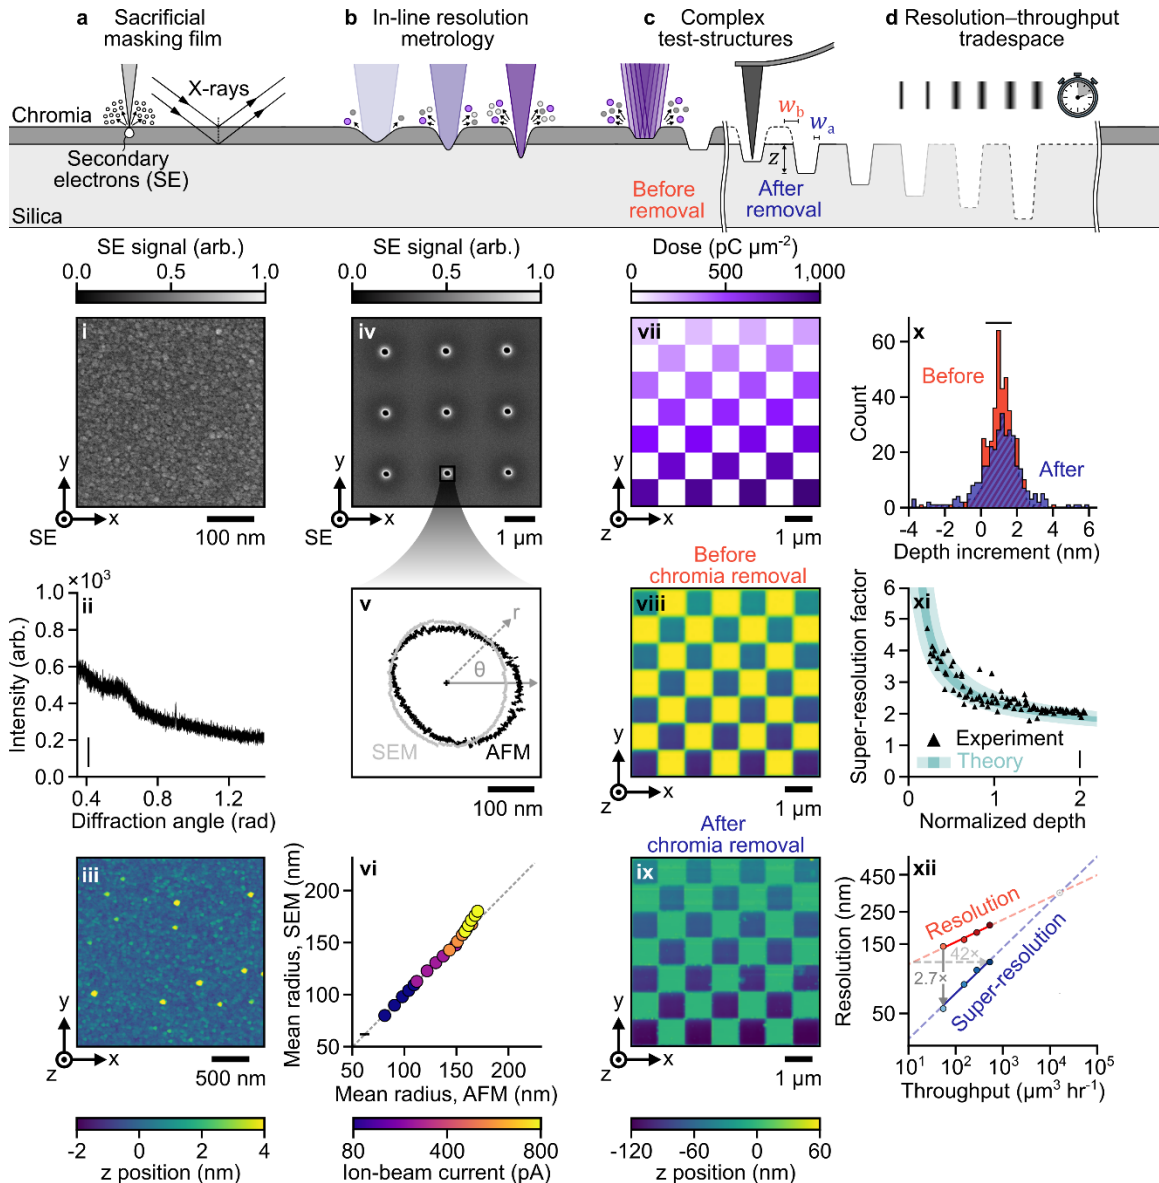 a Sacrificial masking film
b In-line resolution metrology
c Complex test-structures
d Resolution–throughput tradespace
X-rays
Chromia
Secondary electrons (SE)
Silica
w_b
w_a
z
Before removal
After removal
SE signal (arb.)
0.0 0.5 1.0
SE signal (arb.)
0.0 0.5 1.0
Dose (pC µm⁻²)
0 500 1,000
i
y
x
SE
100 nm
iv
y
x
SE
1 µm
vii
y
x
z
1 µm
x
Count
60
40
20
0
Before
After
-4 -2 0 2 4 6
Depth increment (nm)
ii
×10³
Intensity (arb.)
1.0
0.8
0.6
0.4
0.2
0.0
0.4 0.8 1.2
Diffraction angle (rad)
v
r
θ
SEM
AFM
100 nm
Before chromia removal
viii
y
x
z
1 µm
xi
Super-resolution factor
6
5
4
3
2
1
0
Experiment
Theory
0 1 2
Normalized depth
iii
y
x
z
500 nm
-2 0 2 4
z position (nm)
vi
Mean radius, SEM (nm)
200
150
100
50
50 100 150 200
Mean radius, AFM (nm)
80 400 800
Ion-beam current (pA)
After chromia removal
ix
y
x
z
1 µm
-120 -60 0 60
z position (nm)
xii
Resolution (nm)
450
250
150
50
Resolution
42×
2.7×
Super-resolution
10¹ 10² 10³ 10⁴ 10⁵
Throughput (µm³ hr⁻¹)